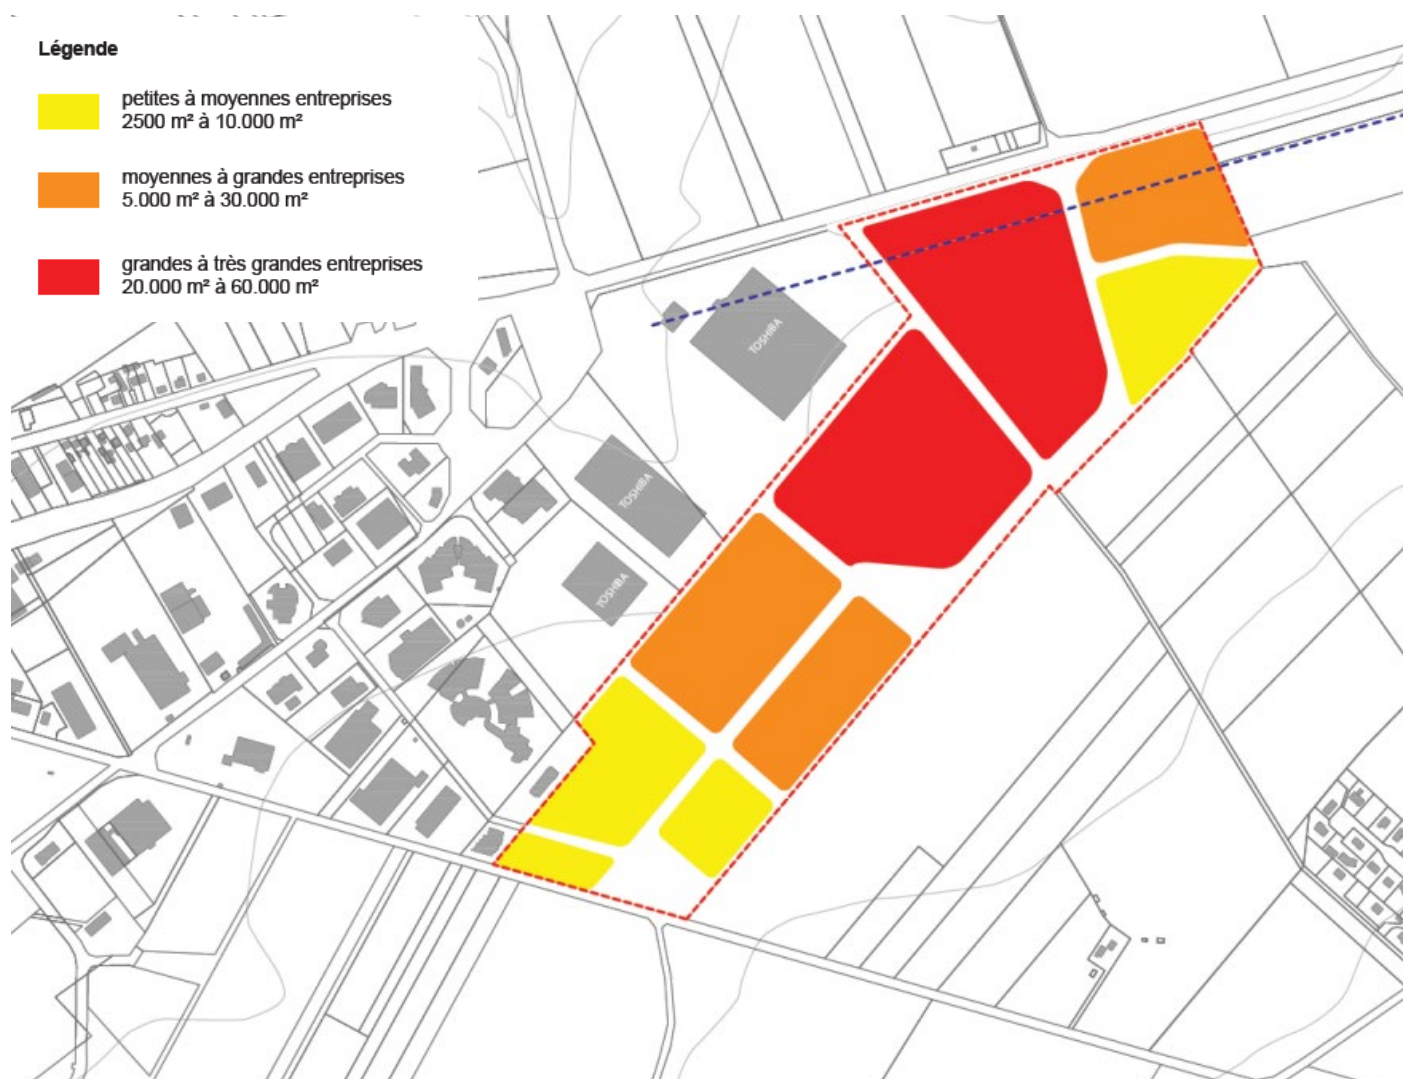 Légende
petites à moyennes entreprises
2500 m² à 10.000 m²
moyennes à grandes entreprises
5.000 m² à 30.000 m²
grandes à très grandes entreprises
20.000 m² à 60.000 m²
TOSHIBA
TOSHIBA
TOSHIBA